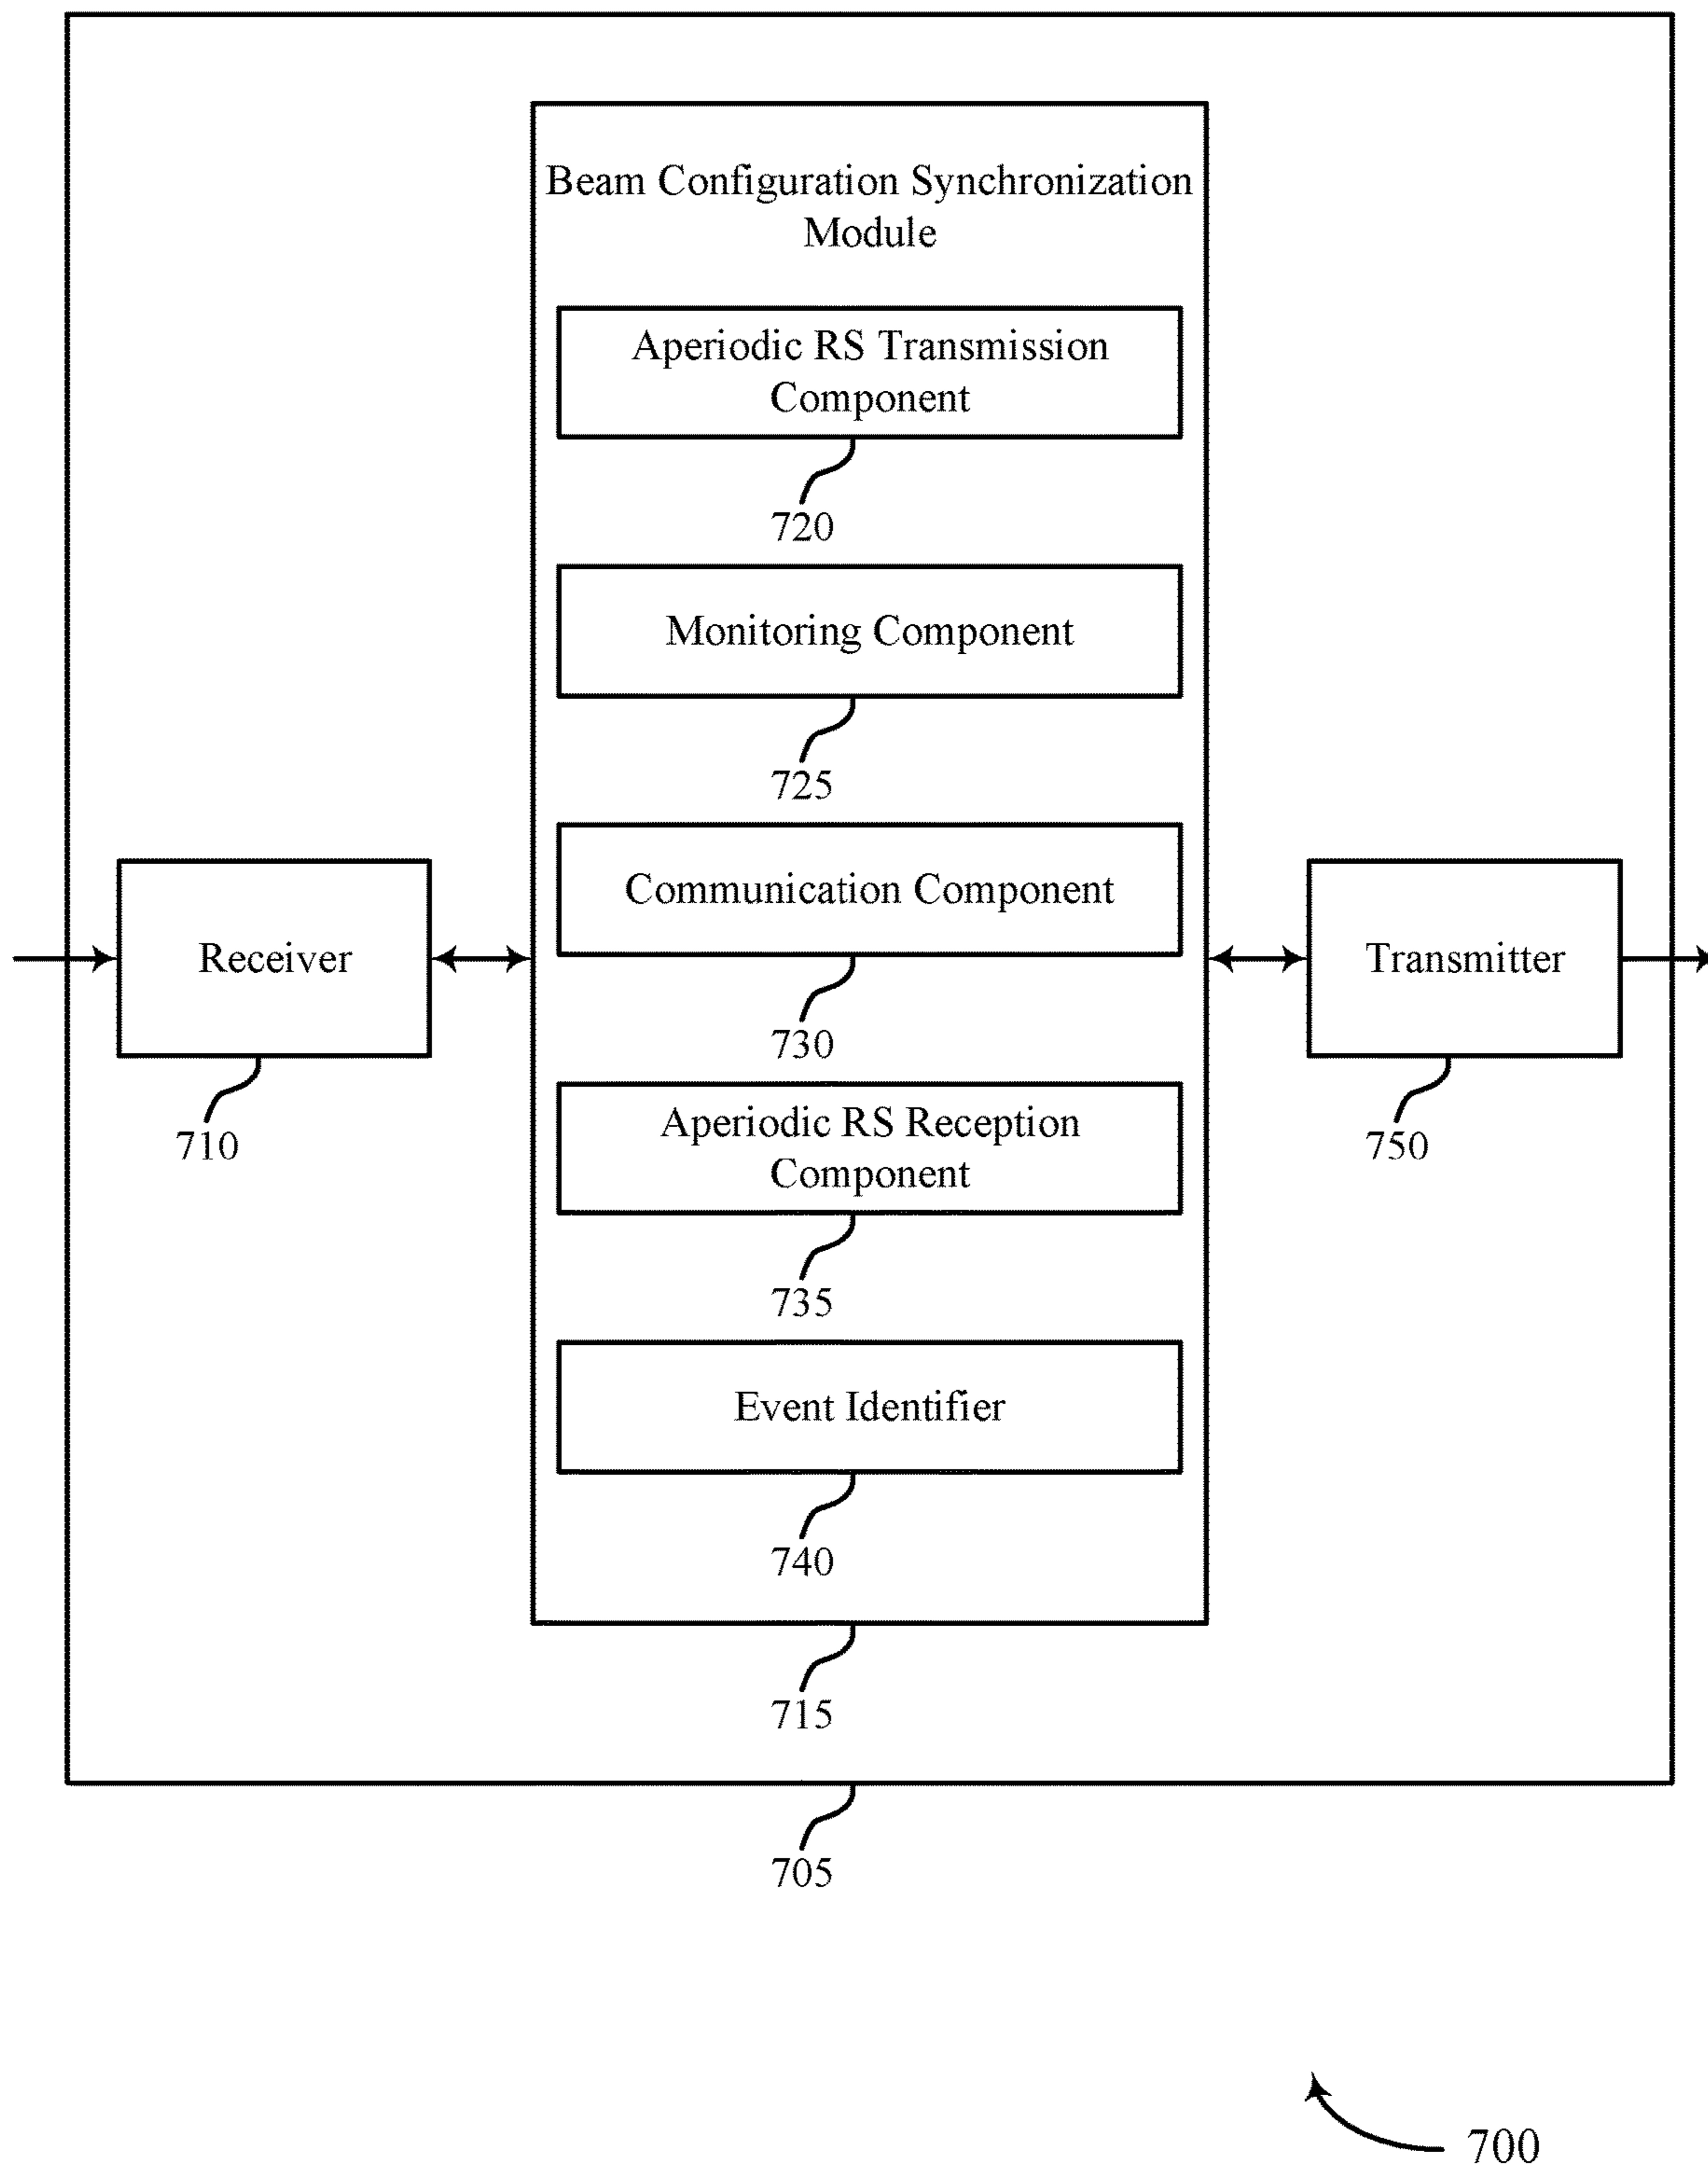 Beam Configuration Synchronization
Module
Aperiodic RS Transmission
Component
720
Monitoring Component
725
Communication Component
730
Receiver
710
Transmitter
750
Aperiodic RS Reception
Component
735
Event Identifier
740
715
705
700